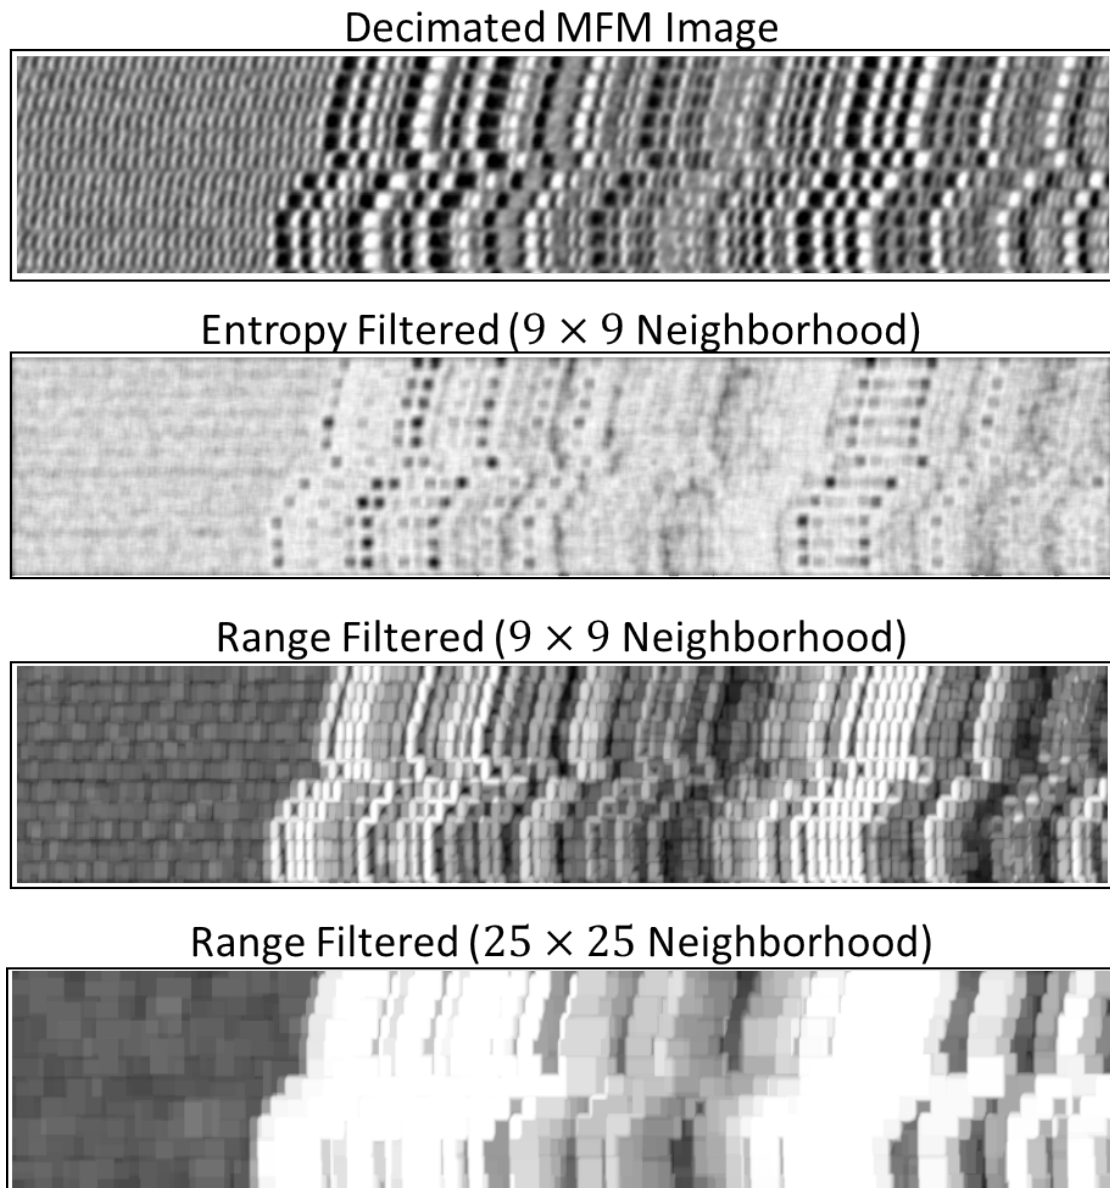 Decimated MFM Image
Entropy Filtered (9 × 9 Neighborhood)
Range Filtered (9 × 9 Neighborhood)
Range Filtered (25 × 25 Neighborhood)